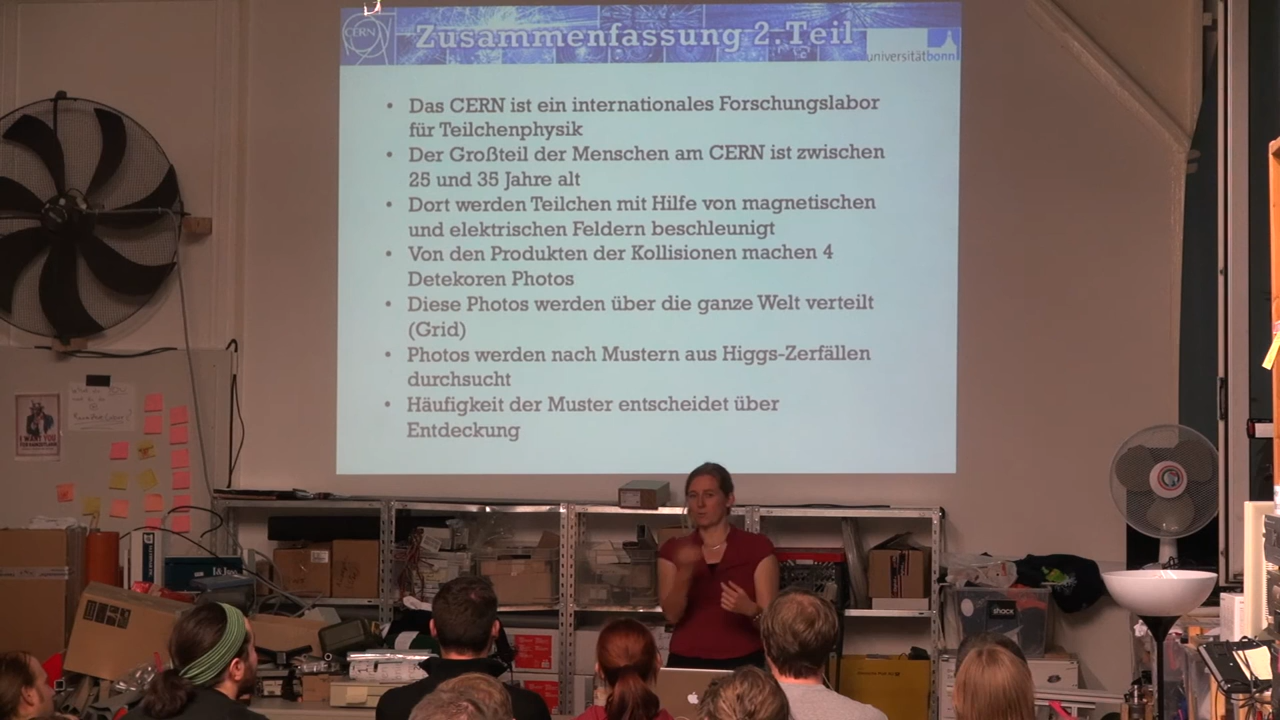 CERN
Zusammenfassung 2.Teil
universitätbonn
• Das CERN ist ein internationales Forschungslabor
für Teilchenphysik
• Der Großteil der Menschen am CERN ist zwischen
25 und 35 Jahre alt
• Dort werden Teilchen mit Hilfe von magnetischen
und elektrischen Feldern beschleunigt
• Von den Produkten der Kollisionen machen 4
Detekoren Photos
• Diese Photos werden über die ganze Welt verteilt
(Grid)
• Photos werden nach Mustern aus Higgs-Zerfällen
durchsucht
• Häufigkeit der Muster entscheidet über
Entdeckung
I WANT YOU
shack